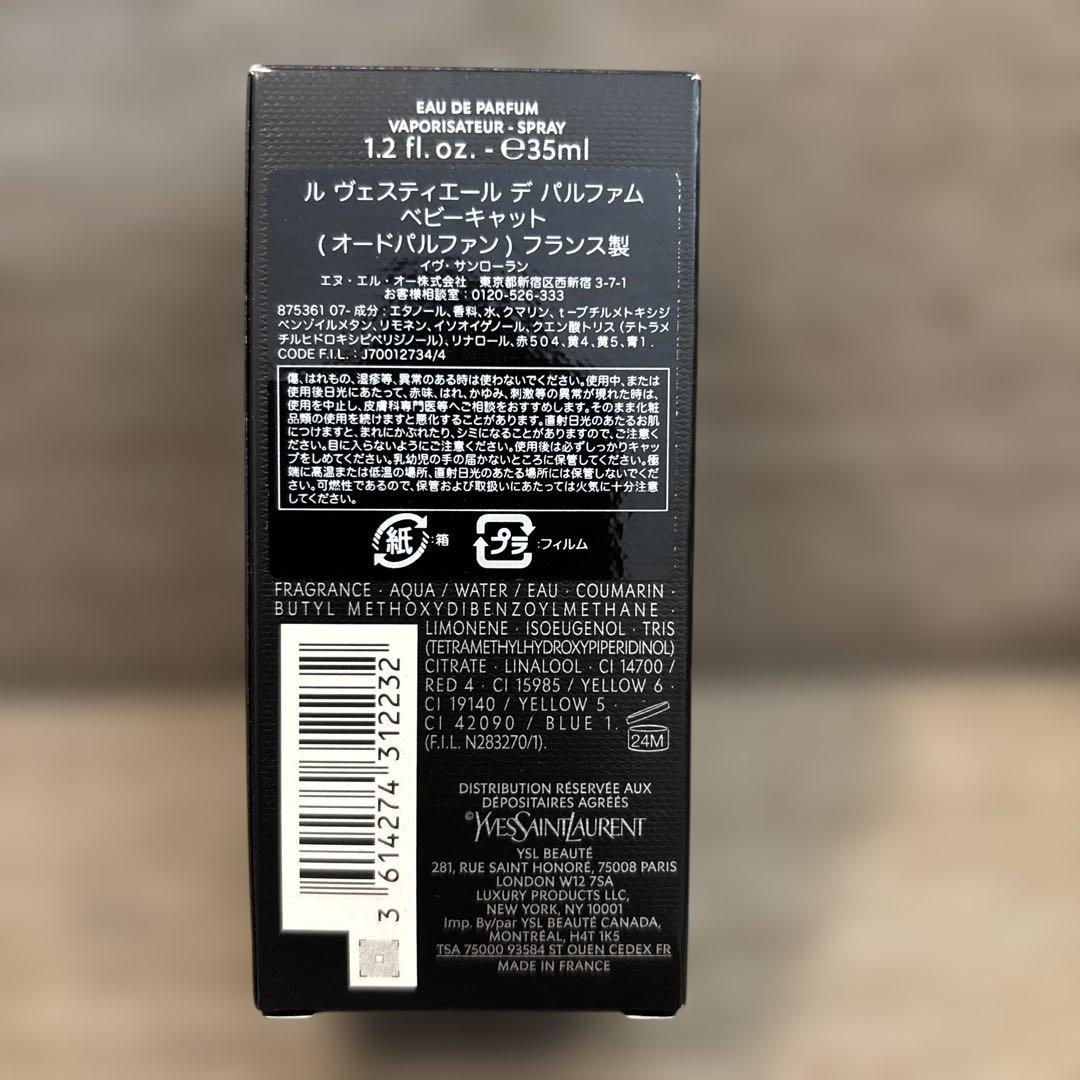 EAU DE PARFUM
VAPORISATEUR - SPRAY
1.2 fl. oz. - ℮35ml
ル ヴェスティエール デ パルファム
ベビーキャット
(オードパルファン) フランス製
イヴ・サンローラン
エヌ・エル・オー株式会社 東京都新宿区西新宿 3-7-1
お客様相談室：0120-526-333
875361 07- 成分：エタノール、香料、水、クマリン、t－ブチルメトキシジ
ベンゾイルメタン、リモネン、イソオイゲノール、クエン酸トリス（テトラメ
チルヒドロキシピペリジノール）、リナロール、赤504、黄4、黄5、青1．
CODE F.I.L.：J70012734/4
傷、はれもの、湿疹等、異常のある時は使わないでください。使用中、または
使用後日光にあたって、赤味、はれ、かゆみ、刺激等の異常が現れた時は、
使用を中止し、皮膚科専門医等へご相談をおすすめします。そのまま化粧
品類の使用を続けますと悪化することがあります。直射日光のあたるお肌
につけますと、まれにかぶれたり、シミになることがありますので、ご注意く
ださい。目に入らないようにご注意ください。使用後は必ずしっかりキャッ
プをしめてください。乳幼児の手の届かないところに保管してください。極
端に高温または低温の場所、直射日光のあたる場所には保管しないでくだ
さい。可燃性であるので、保管および取扱いにあたっては火気に十分注意
してください。
紙 :箱 プラ :フィルム
FRAGRANCE · AQUA / WATER / EAU · COUMARIN ·
BUTYL METHOXYDIBENZOYLMETHANE ·
LIMONENE · ISOEUGENOL · TRIS
(TETRAMETHYLHYDROXYPIPERIDINOL)
CITRATE · LINALOOL · CI 14700 /
RED 4 · CI 15985 / YELLOW 6 ·
CI 19140 / YELLOW 5 ·
CI 42090 / BLUE 1.
(F.I.L. N283270/1).
24M
3 614274 312232
DISTRIBUTION RÉSERVÉE AUX
DÉPOSITAIRES AGRÉÉS
©YVESSAINTLAURENT
YSL BEAUTÉ
281, RUE SAINT HONORÉ, 75008 PARIS
LONDON W12 7SA
LUXURY PRODUCTS LLC,
NEW YORK, NY 10001
Imp. By/par YSL BEAUTÉ CANADA,
MONTRÉAL, H4T 1K5
TSA 75000 93584 ST OUEN CEDEX FR
MADE IN FRANCE